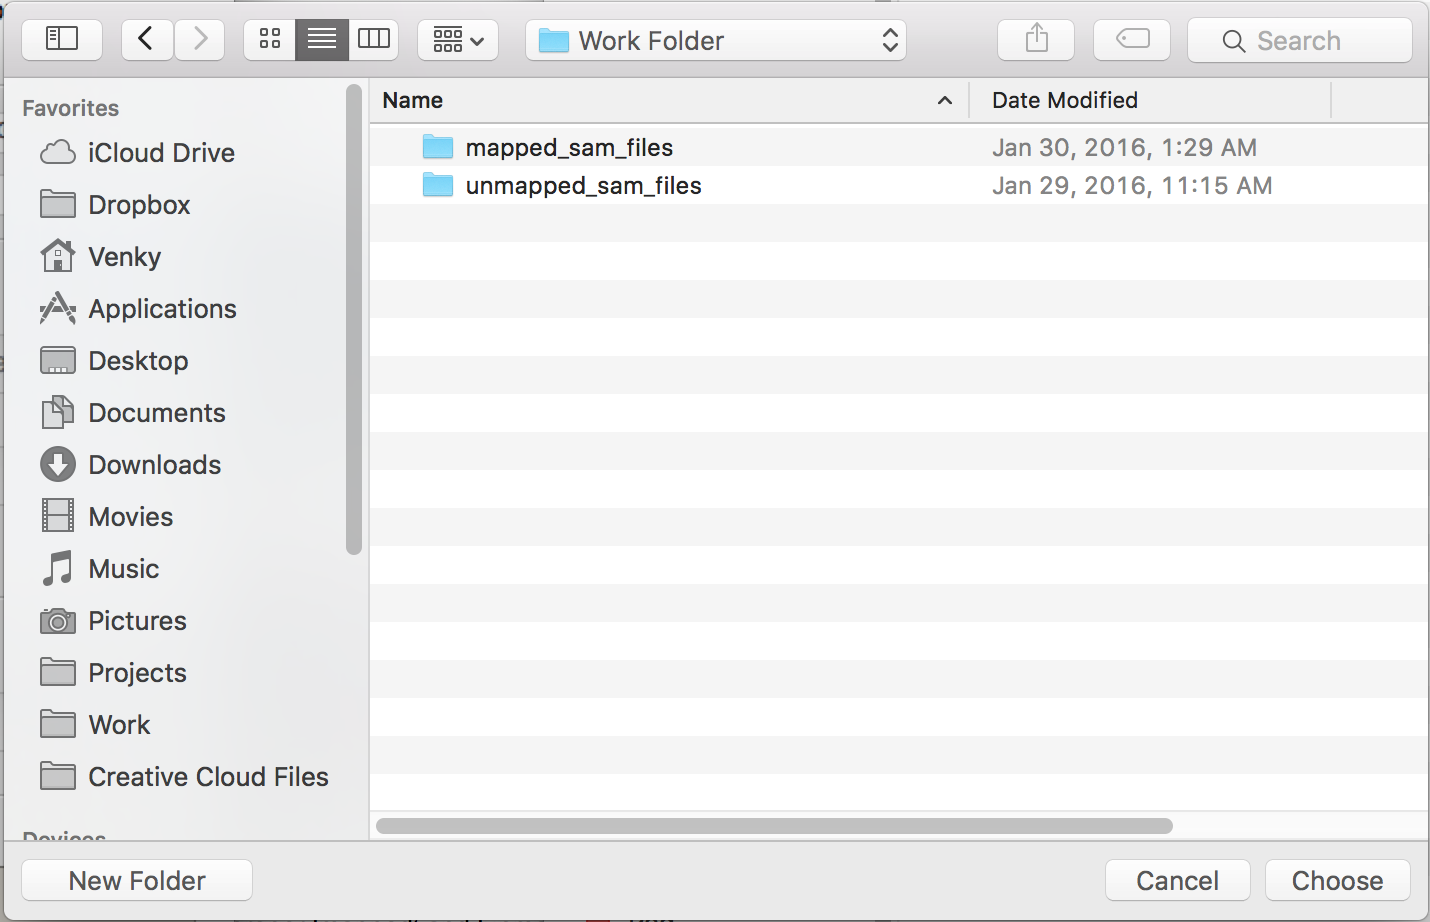 Work Folder
Search
Favorites
iCloud Drive
Dropbox
Venky
Applications
Desktop
Documents
Downloads
Movies
Music
Pictures
Projects
Work
Creative Cloud Files
Devices
Name Date Modified
mapped_sam_files Jan 30, 2016, 1:29 AM
unmapped_sam_files Jan 29, 2016, 11:15 AM
New Folder Cancel Choose